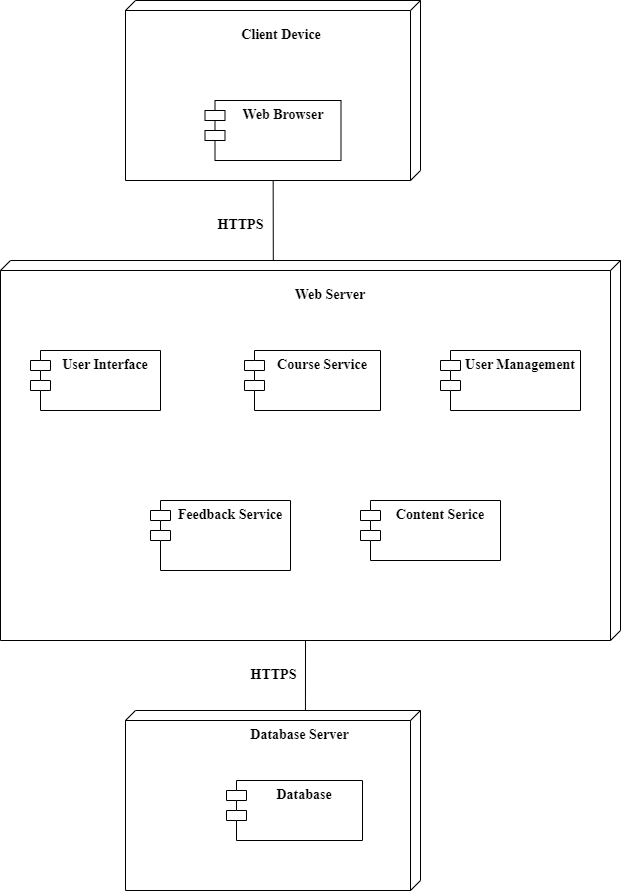 Client Device
Web Browser
HTTPS
Web Server
User Interface
Course Service
User Management
Feedback Service
Content Serice
HTTPS
Database Server
Database